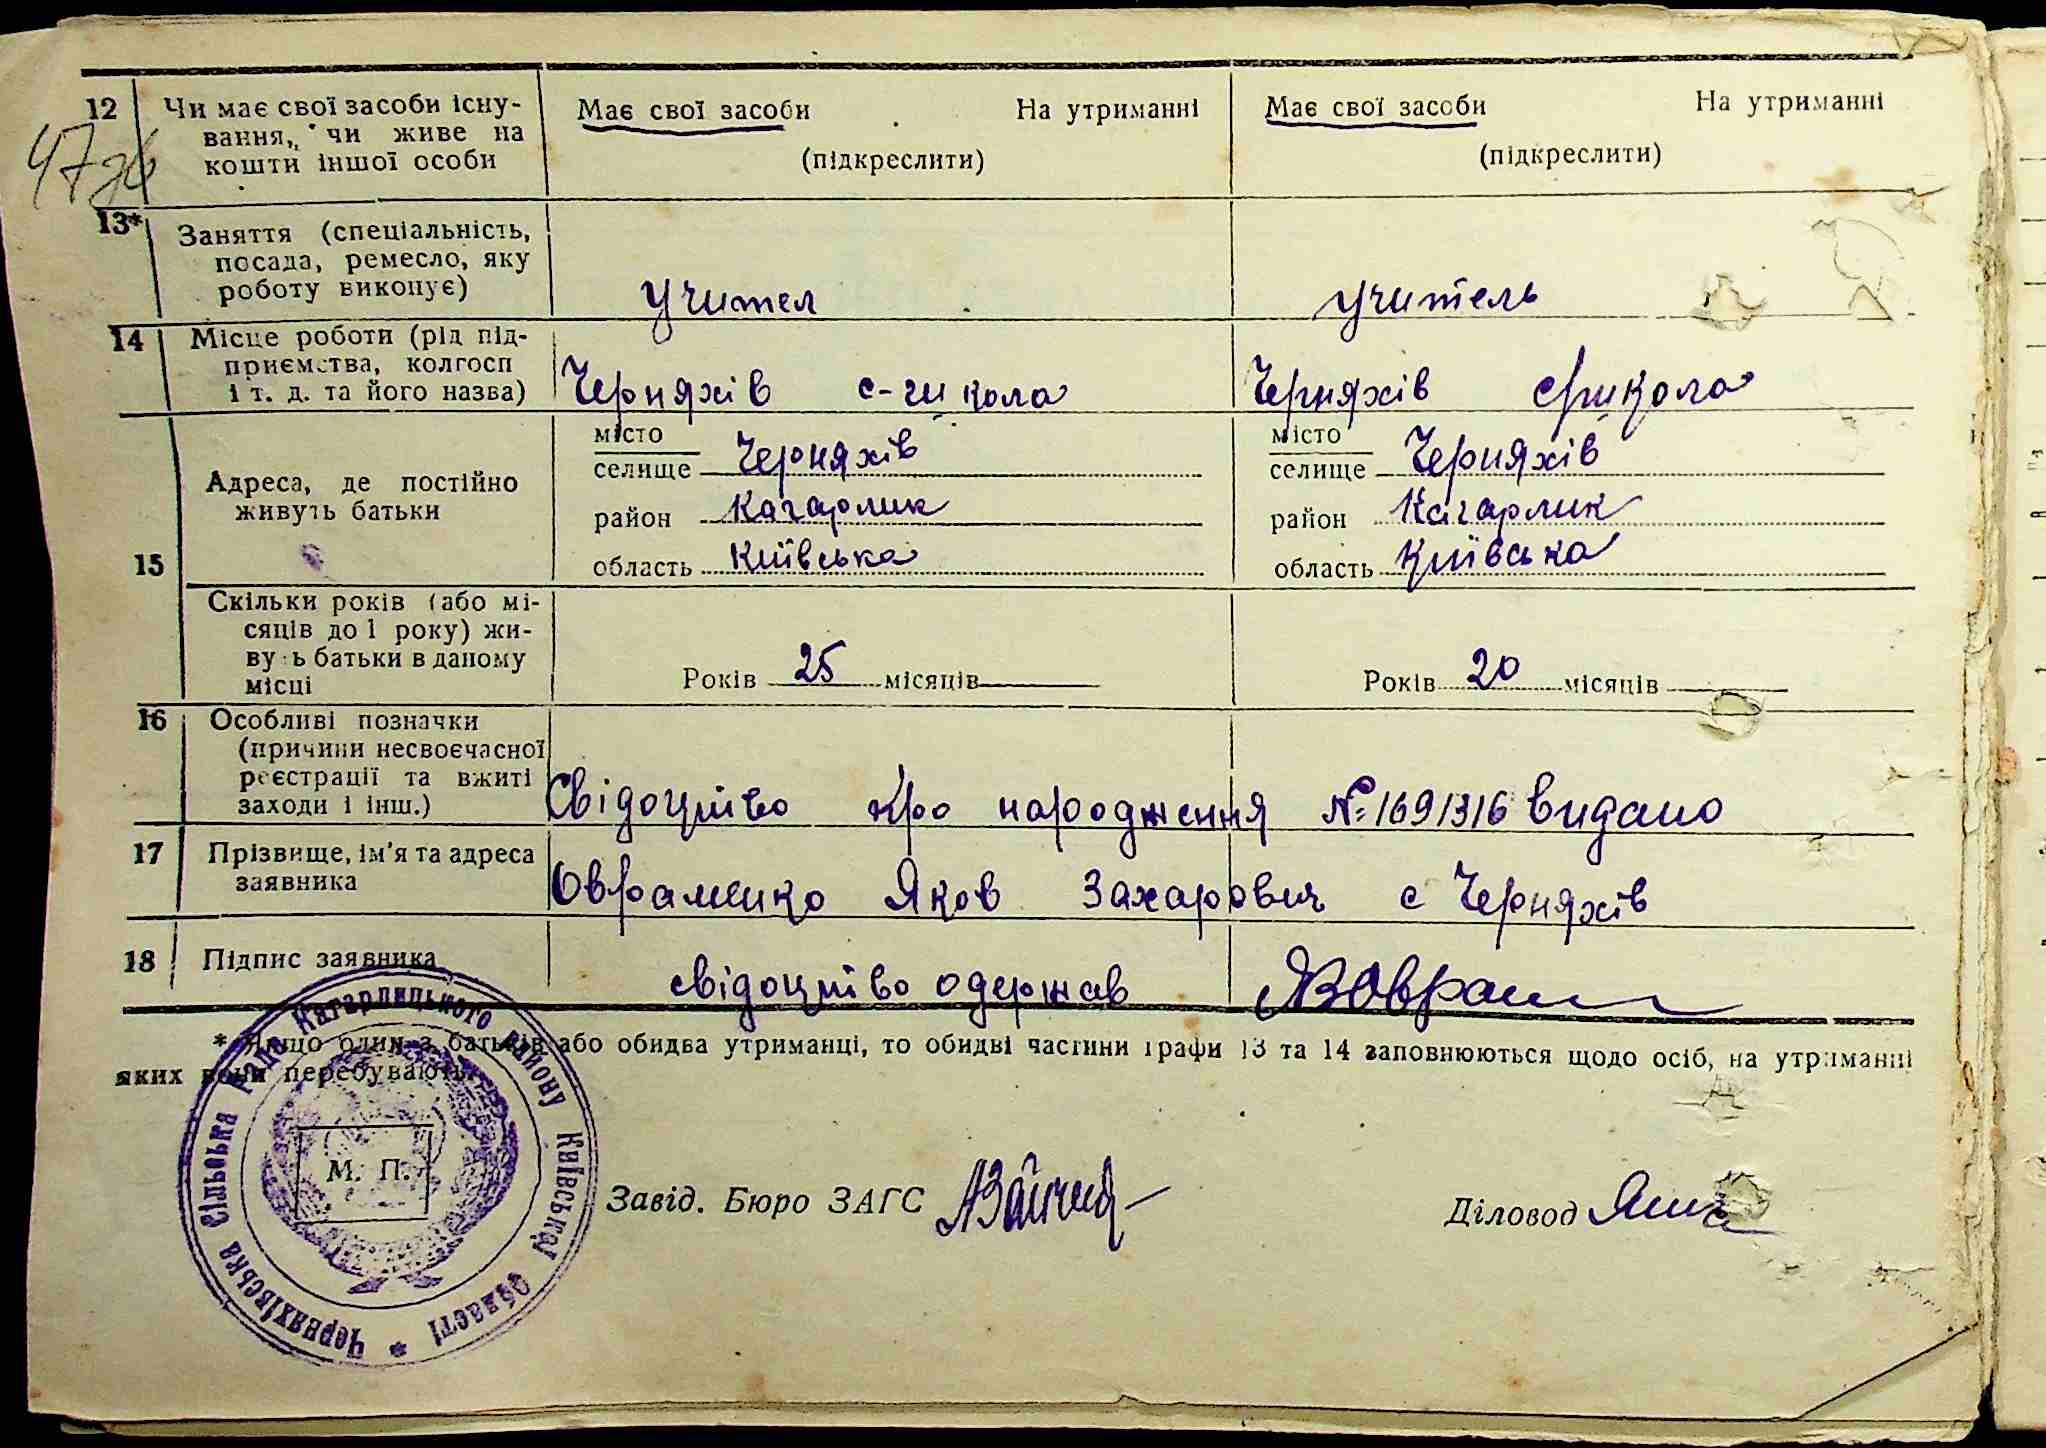 12 Чи має свої засоби існу- Має свої засоби На утриманні Має свої засоби На утриманні
вання, чи живе на
кошти іншої особи (підкреслити) (підкреслити)
47зв
13* Заняття (спеціальність,
посада, ремесло, яку
роботу виконує) учител учитель
14 Місце роботи (рід під-
приємства, колгосп
і т. д. та його назва) Черняхів с-школа Черняхів с школа
місто місто
селище Черняхів селище Черняхів
15 Адреса, де постійно
живуть батьки район Кагарлик район Кагарлик
область Київська область Київська
Скільки років (або мі-
сяців до 1 року) жи-
вуть батьки в даному
місці Років 25 місяців Років 20 місяців
16 Особливі позначки
(причини несвоєчасної
реєстрації та вжиті
заходи і інш.) Свідоцтво про народження № 1691316 видано
17 Прізвище, ім'я та адреса
заявника Овраменко Яков Захарович с Черняхів
18 Підпис заявника свідоцтво одержав
* Якщо один з батьків або обидва утриманці, то обидві частини графи 13 та 14 заповнюються щодо осіб, на утриманні
яких вони перебувають.
Черняхівська Сільська Рада Кагарлицького району Київської області *
М. П.
Завід. Бюро ЗАГС Діловод